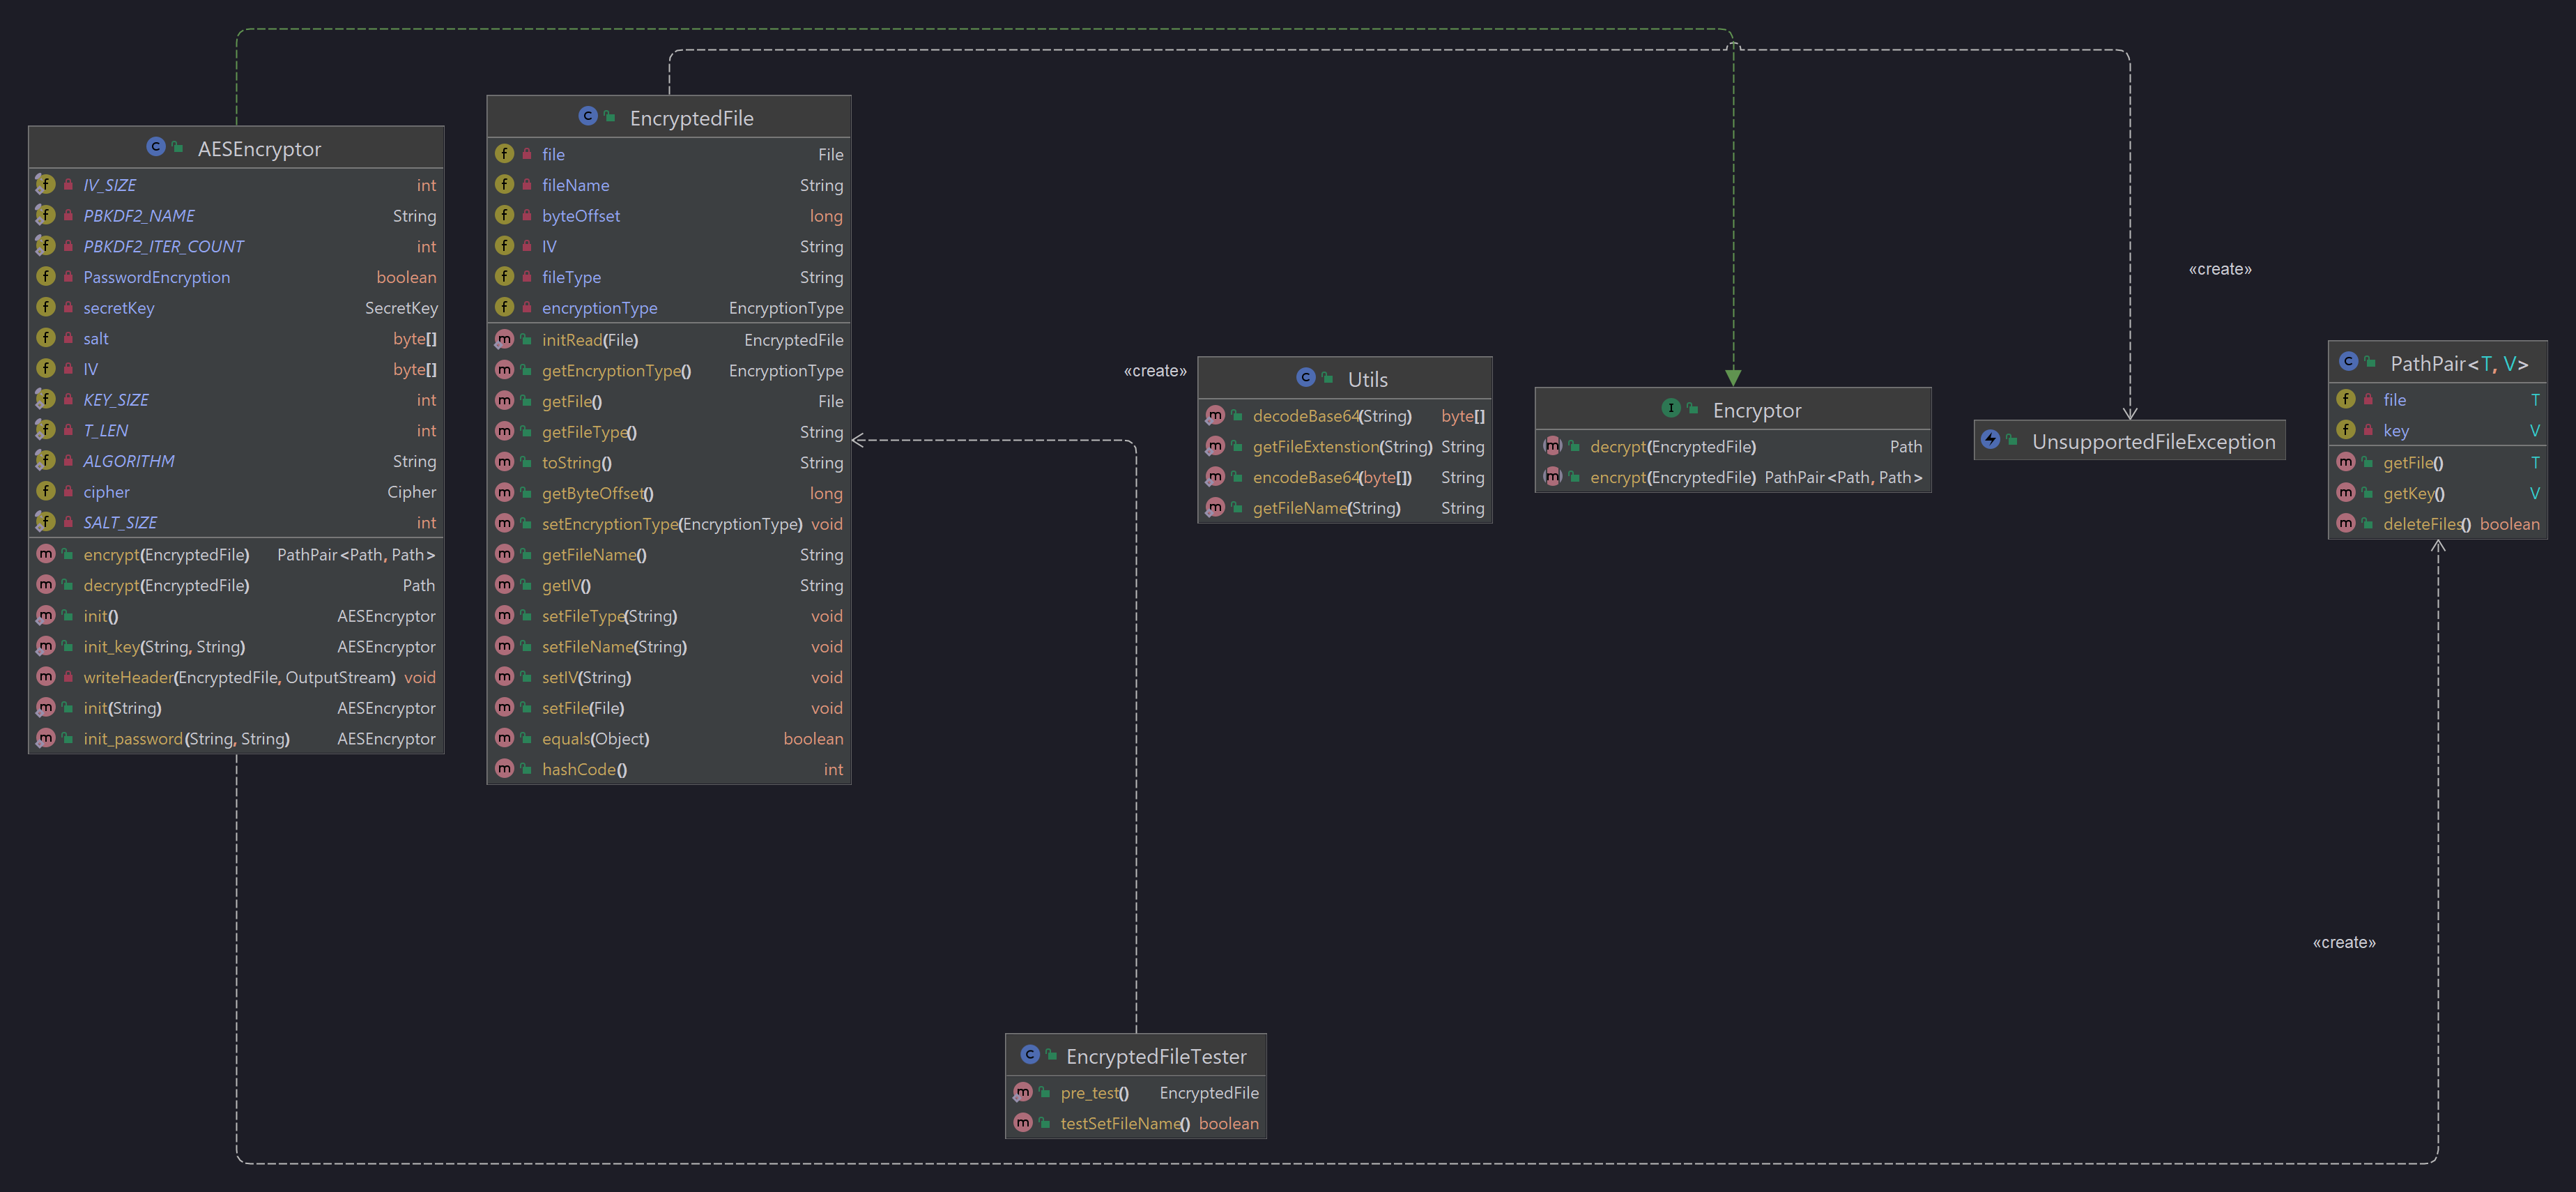 AESEncryptor
IV_SIZE int
PBKDF2_NAME String
PBKDF2_ITER_COUNT int
PasswordEncryption boolean
secretKey SecretKey
salt byte[]
IV byte[]
KEY_SIZE int
T_LEN int
ALGORITHM String
cipher Cipher
SALT_SIZE int
encrypt(EncryptedFile) PathPair<Path, Path>
decrypt(EncryptedFile) Path
init() AESEncryptor
init_key(String, String) AESEncryptor
writeHeader(EncryptedFile, OutputStream) void
init(String) AESEncryptor
init_password(String, String) AESEncryptor
EncryptedFile
file File
fileName String
byteOffset long
IV String
fileType String
encryptionType EncryptionType
initRead(File) EncryptedFile
getEncryptionType() EncryptionType
getFile() File
getFileType() String
toString() String
getByteOffset() long
setEncryptionType(EncryptionType) void
getFileName() String
getIV() String
setFileType(String) void
setFileName(String) void
setIV(String) void
setFile(File) void
equals(Object) boolean
hashCode() int
«create»
Utils
decodeBase64(String) byte[]
getFileExtenstion(String) String
encodeBase64(byte[]) String
getFileName(String) String
Encryptor
decrypt(EncryptedFile) Path
encrypt(EncryptedFile) PathPair<Path, Path>
«create»
UnsupportedFileException
PathPair<T, V>
file T
key V
getFile() T
getKey() V
deleteFiles() boolean
«create»
EncryptedFileTester
pre_test() EncryptedFile
testSetFileName() boolean